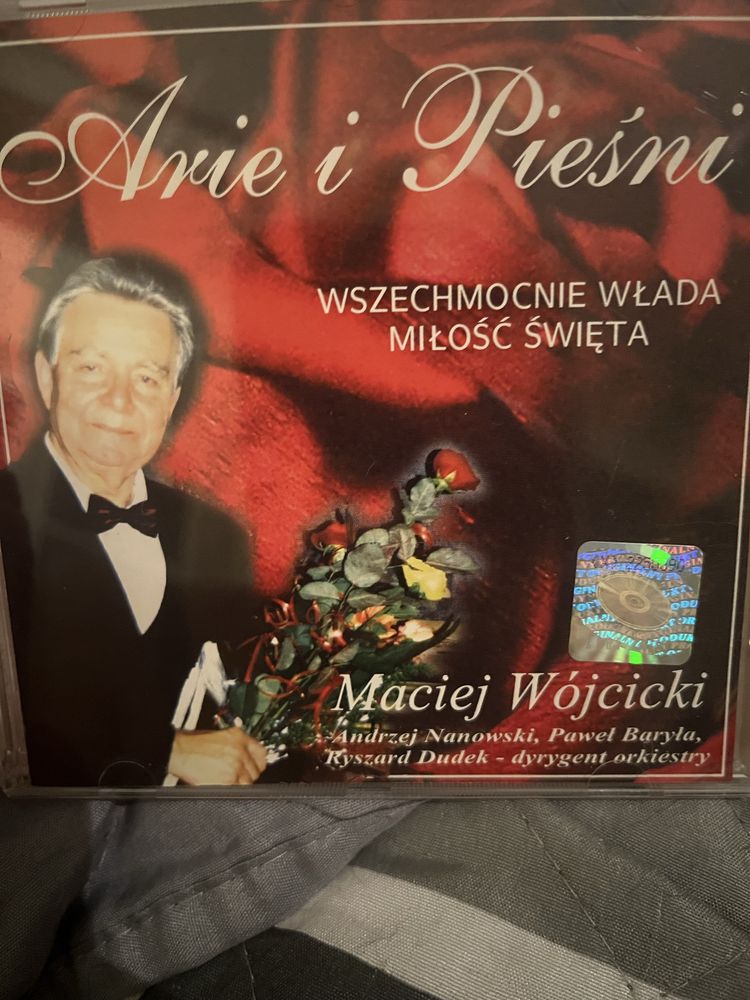 Arie i Pieśni
WSZECHMOCNIE WŁADA
MIŁOŚĆ ŚWIĘTA
Maciej Wójcicki
Andrzej Nanowski, Paweł Baryła,
Ryszard Dudek - dyrygent orkiestry